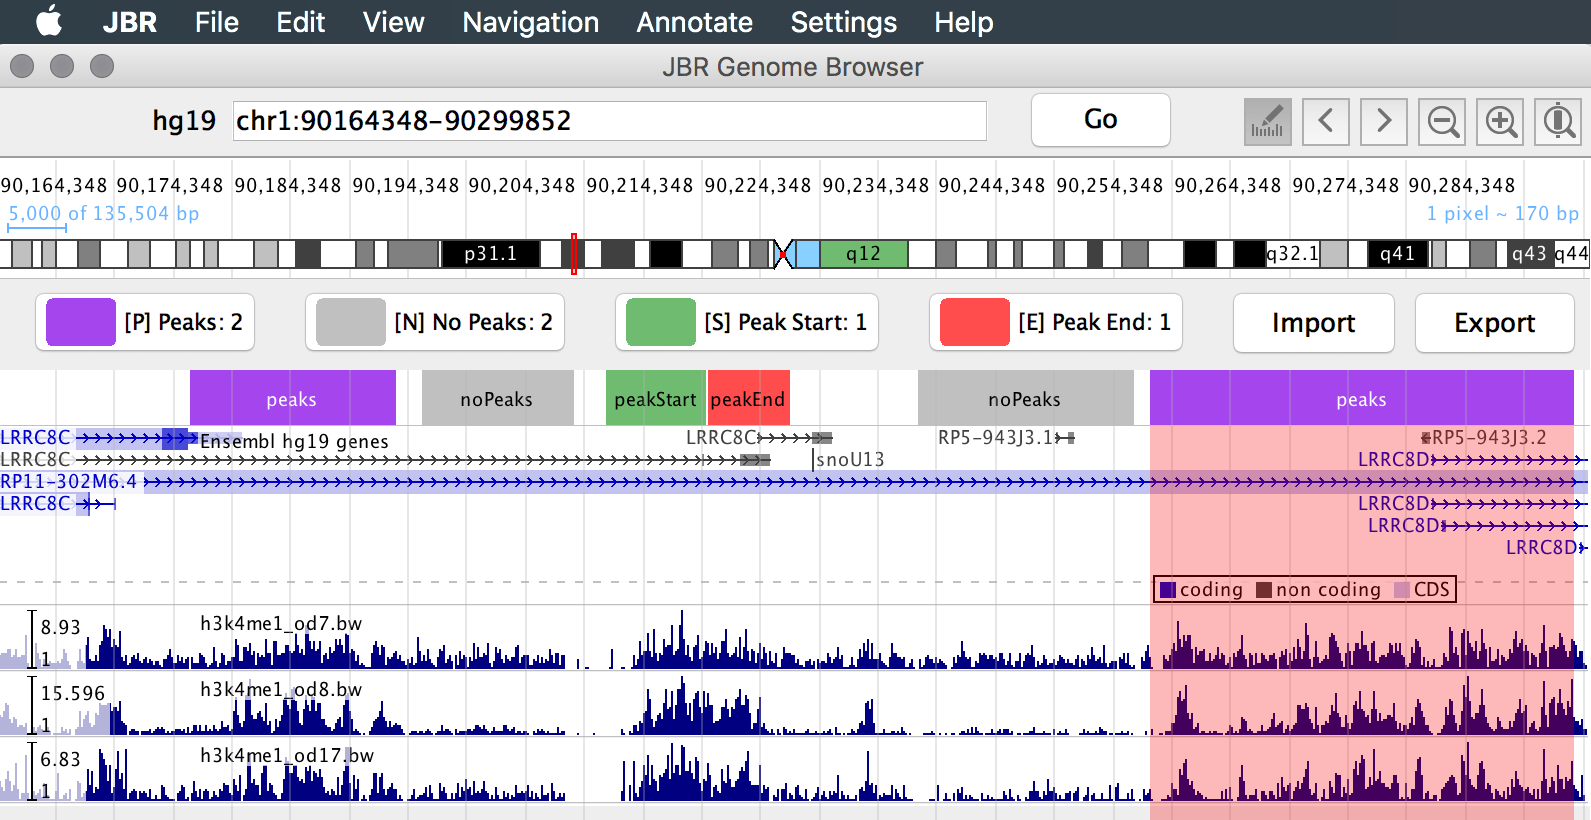 JBR File Edit View Navigation Annotate Settings Help
JBR Genome Browser
hg19 chr1:90164348-90299852 Go
90,164,348 90,174,348 90,184,348 90,194,348 90,204,348 90,214,348 90,224,348 90,234,348 90,244,348 90,254,348 90,264,348 90,274,348 90,284,348
5,000 of 135,504 bp 1 pixel ~ 170 bp
p31.1 q12 q32.1 q41 q43 q44
[P] Peaks: 2 [N] No Peaks: 2 [S] Peak Start: 1 [E] Peak End: 1 Import Export
peaks noPeaks peakStart peakEnd noPeaks peaks
LRRC8C Ensembl hg19 genes LRRC8C RP5-943J3.1 RP5-943J3.2
LRRC8C snoU13 LRRC8D
RP11-302M6.4
LRRC8C LRRC8D
LRRC8D
LRRC8D
coding non coding CDS
8.93 h3k4me1_od7.bw
1
15.596 h3k4me1_od8.bw
1
6.83 h3k4me1_od17.bw
1